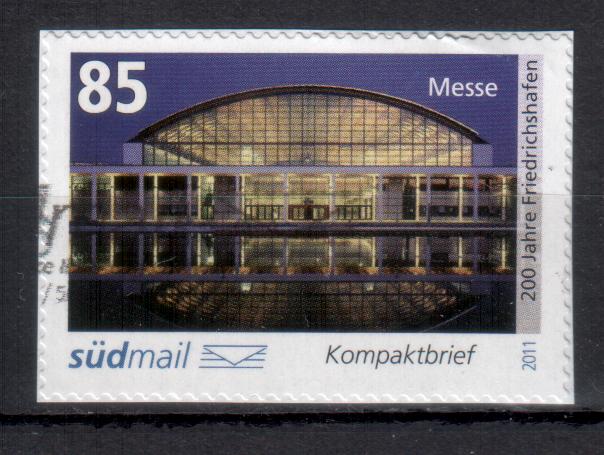 85
Messe
200 Jahre Friedrichshafen
südmail
Kompaktbrief
2011